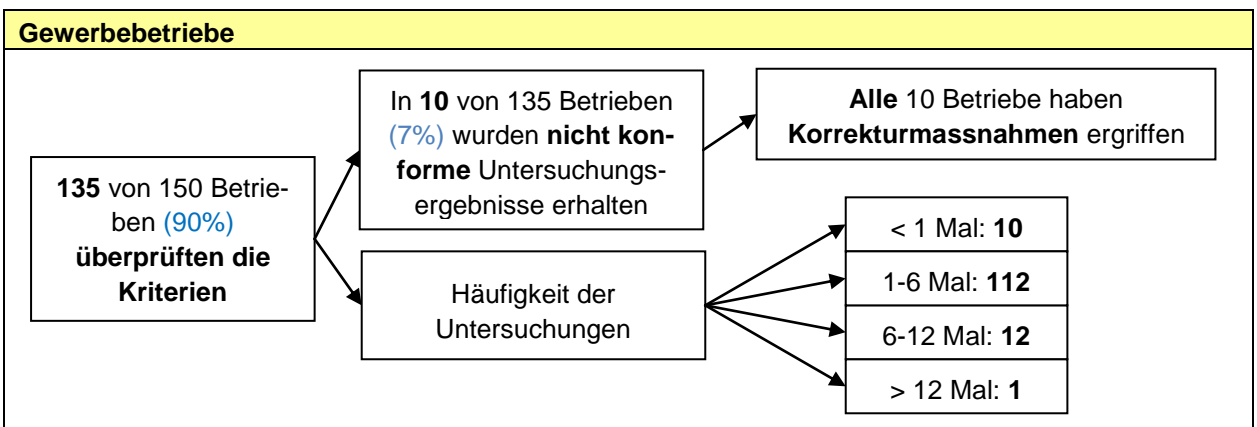 Gewerbebetriebe
135 von 150 Betrie-
ben (90%)
überprüften die
Kriterien
In 10 von 135 Betrieben
(7%) wurden nicht kon-
forme Untersuchungs-
ergebnisse erhalten
Alle 10 Betriebe haben
Korrekturmassnahmen ergriffen
Häufigkeit der
Untersuchungen
< 1 Mal: 10
1-6 Mal: 112
6-12 Mal: 12
> 12 Mal: 1